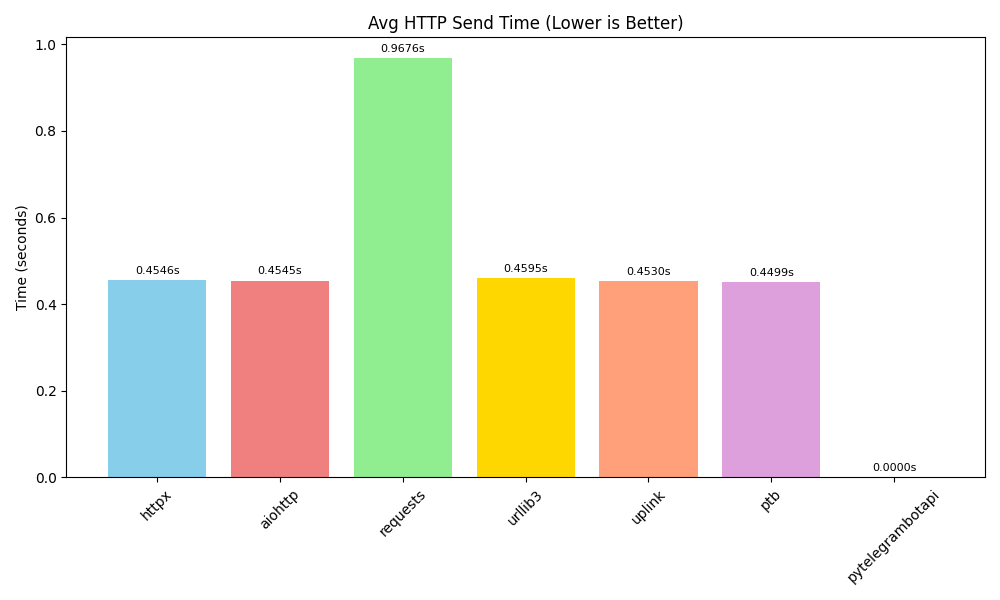 Avg HTTP Send Time (Lower is Better)
Time (seconds)
1.0
0.8
0.6
0.4
0.2
0.0
0.4546s
0.4545s
0.9676s
0.4595s
0.4530s
0.4499s
0.0000s
httpx
aiohttp
requests
urllib3
uplink
ptb
pytelegrambotapi